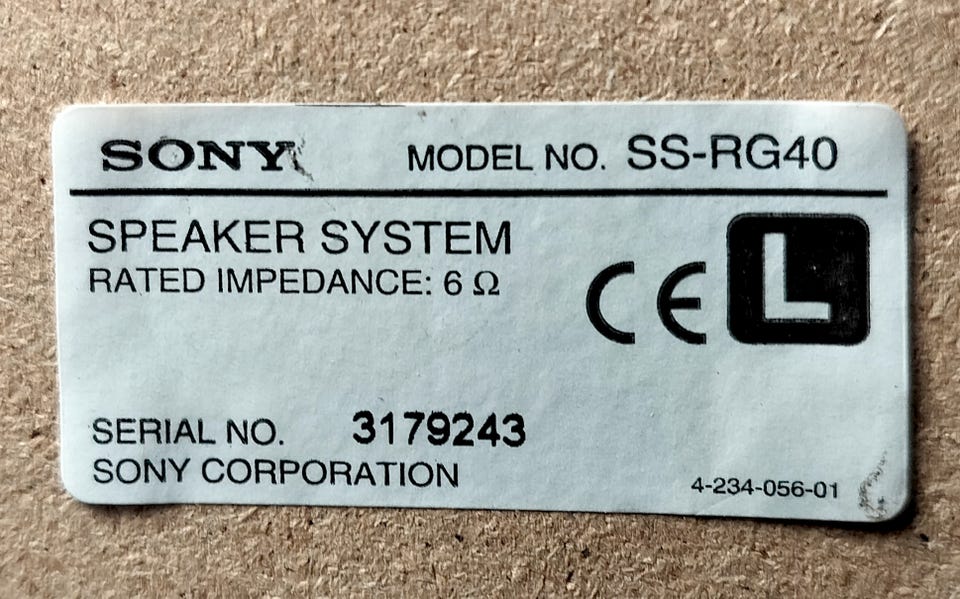 SONY MODEL NO. SS-RG40
SPEAKER SYSTEM
RATED IMPEDANCE: 6 Ω
CE L
SERIAL NO. 3179243
SONY CORPORATION
4-234-056-01